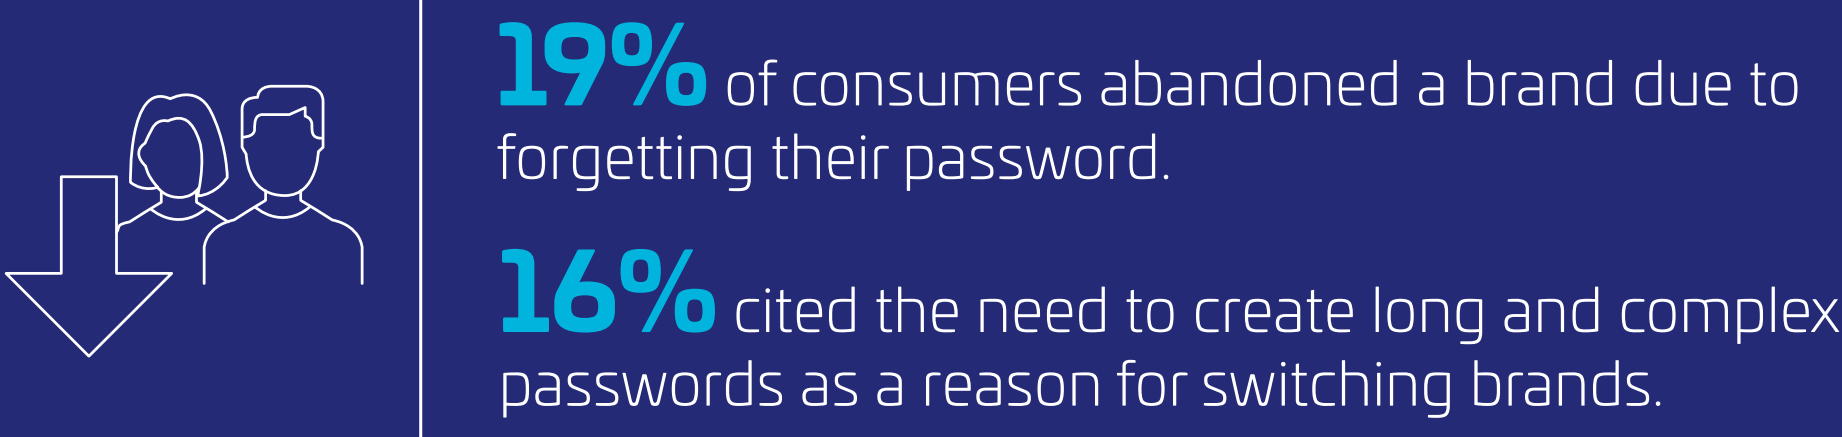 19% of consumers abandoned a brand due to
forgetting their password.
16% cited the need to create long and complex
passwords as a reason for switching brands.